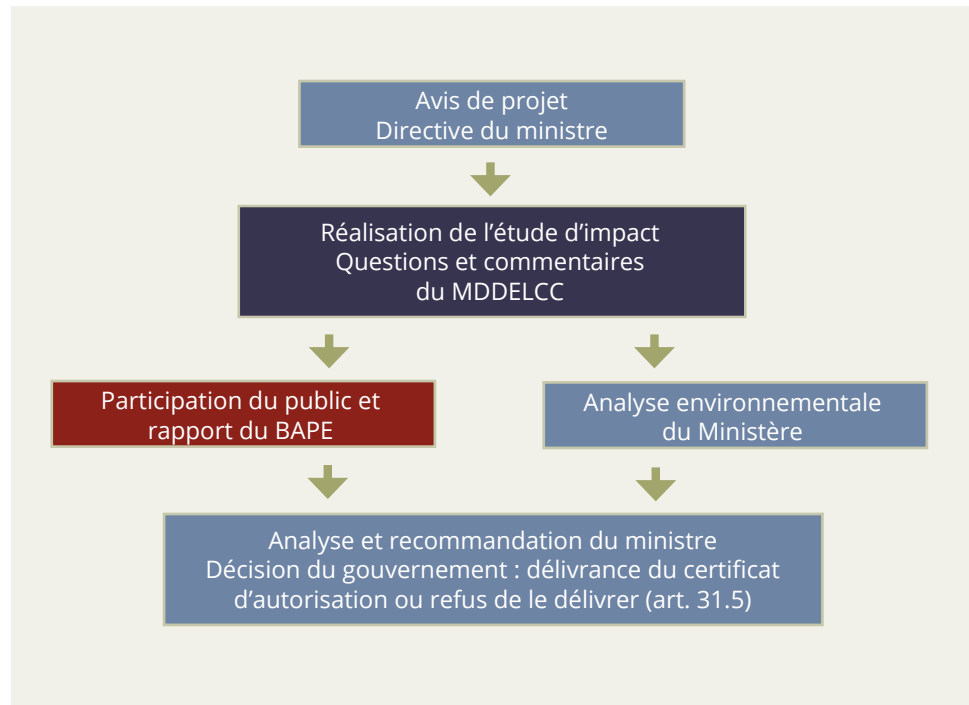 Avis de projet
Directive du ministre
Réalisation de l’étude d’impact
Questions et commentaires
du MDDELCC
Participation du public et
rapport du BAPE
Analyse environnementale
du Ministère
Analyse et recommandation du ministre
Décision du gouvernement : délivrance du certificat
d’autorisation ou refus de le délivrer (art. 31.5)